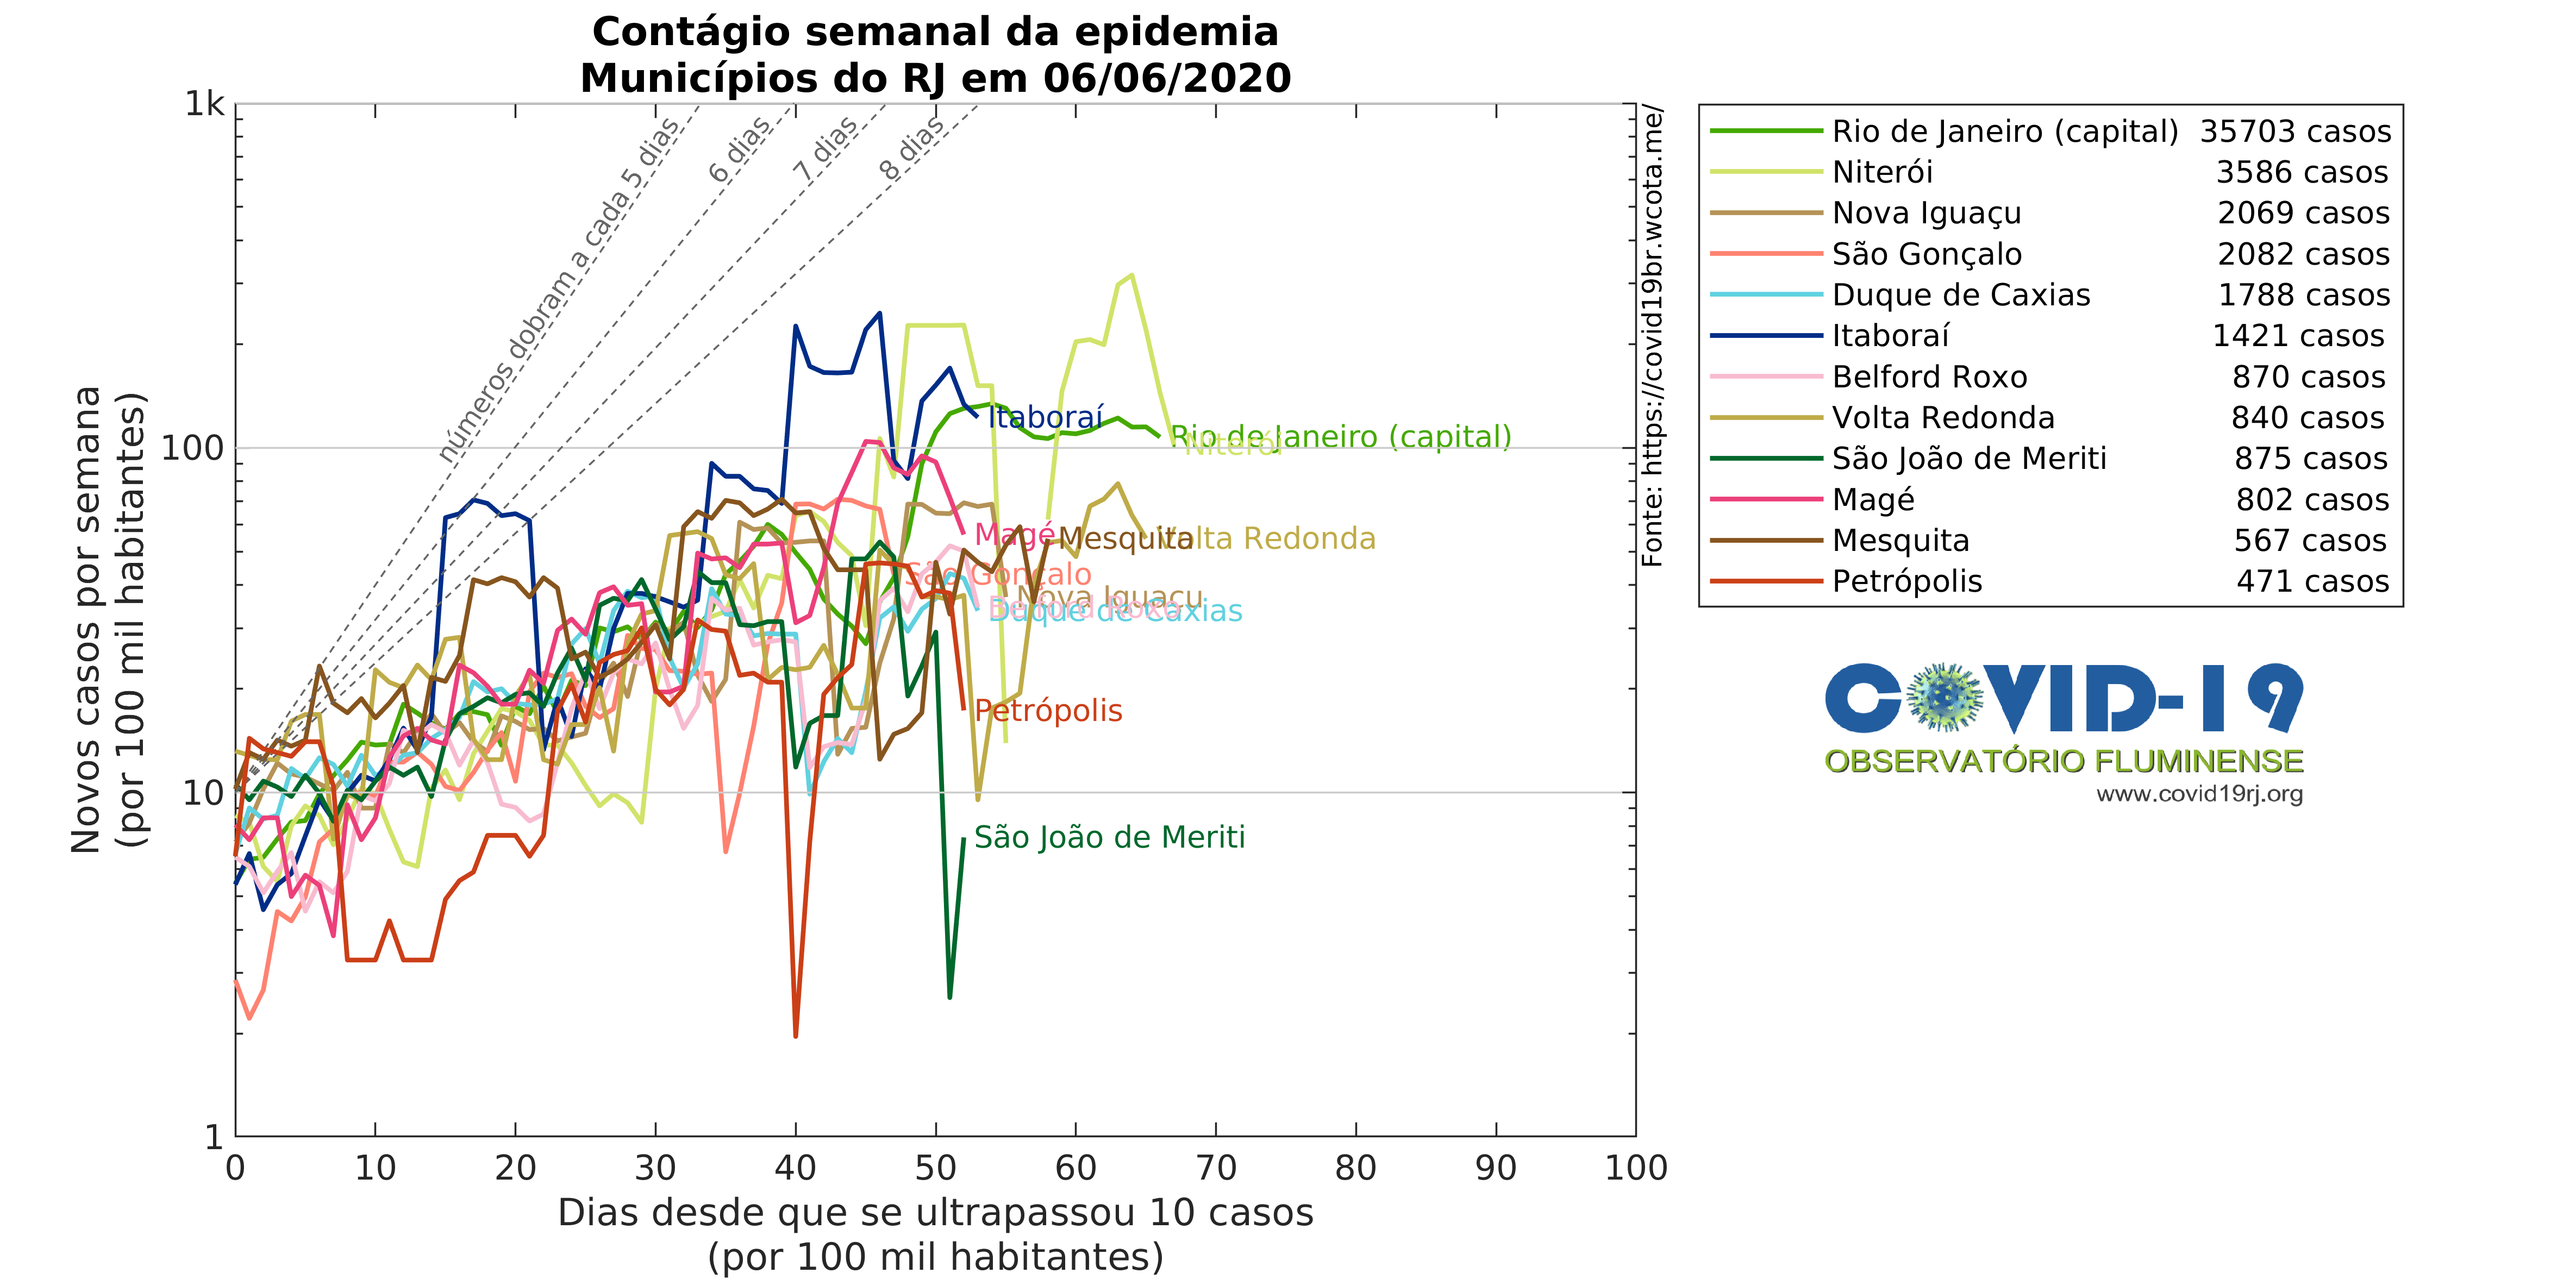 Contágio semanal da epidemia
Municípios do RJ em 06/06/2020
Novos casos por semana
(por 100 mil habitantes)
1k
100
10
1
números dobram a cada 5 dias
6 dias
7 dias
8 dias
Itaboraí
Rio de Janeiro (capital)
Niterói
Magé
Mesquita
Volta Redonda
São Gonçalo
Nova Iguaçu
Belford Roxo
Duque de Caxias
Petrópolis
São João de Meriti
0 10 20 30 40 50 60 70 80 90 100
Dias desde que se ultrapassou 10 casos
(por 100 mil habitantes)
Fonte: https://covid19br.wcota.me/
Rio de Janeiro (capital) 35703 casos
Niterói 3586 casos
Nova Iguaçu 2069 casos
São Gonçalo 2082 casos
Duque de Caxias 1788 casos
Itaboraí 1421 casos
Belford Roxo 870 casos
Volta Redonda 840 casos
São João de Meriti 875 casos
Magé 802 casos
Mesquita 567 casos
Petrópolis 471 casos
COVID-19
OBSERVATÓRIO FLUMINENSE
www.covid19rj.org